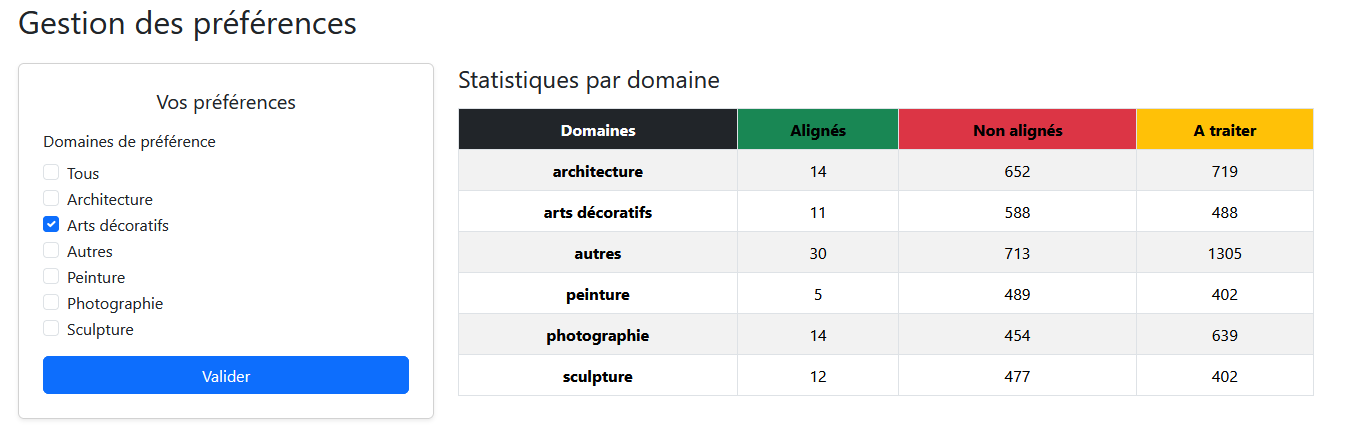 Gestion des préférences
Vos préférences
Domaines de préférence
Tous
Architecture
Arts décoratifs
Autres
Peinture
Photographie
Sculpture
Valider
Statistiques par domaine
Domaines Alignés Non alignés A traiter
architecture 14 652 719
arts décoratifs 11 588 488
autres 30 713 1305
peinture 5 489 402
photographie 14 454 639
sculpture 12 477 402